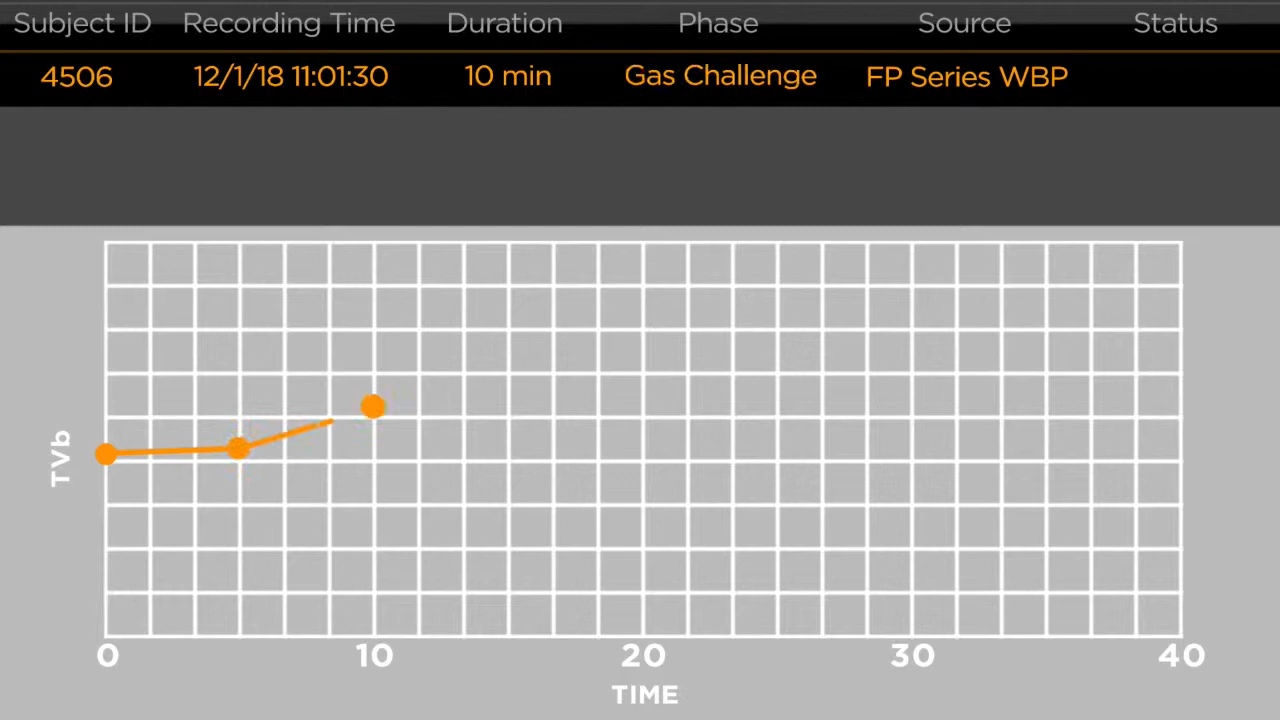 Subject ID Recording Time Duration Phase Source Status
4506 12/1/18 11:01:30 10 min Gas Challenge FP Series WBP
TVb
0 10 20 30 40
TIME